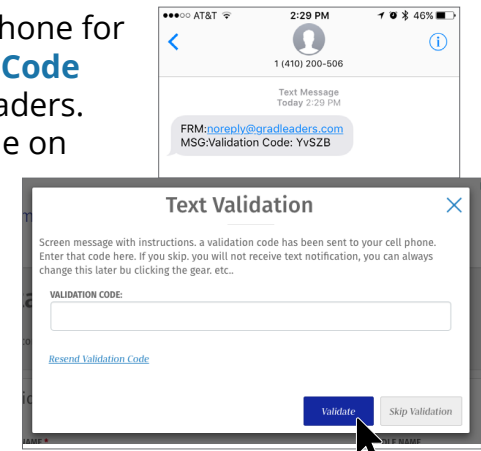 hone for
Code
aders.
e on
●●●○○ AT&T 2:29 PM 46%
1 (410) 200-506
Text Message
Today 2:29 PM
FRM:noreply@gradleaders.com
MSG:Validation Code: YvSZB
Text Validation
Screen message with instructions. a validation code has been sent to your cell phone.
Enter that code here. If you skip. you will not receive text notification, you can always
change this later bu clicking the gear. etc..
VALIDATION CODE:
Resend Validation Code
Validate Skip Validation
NAME * DLE NAME